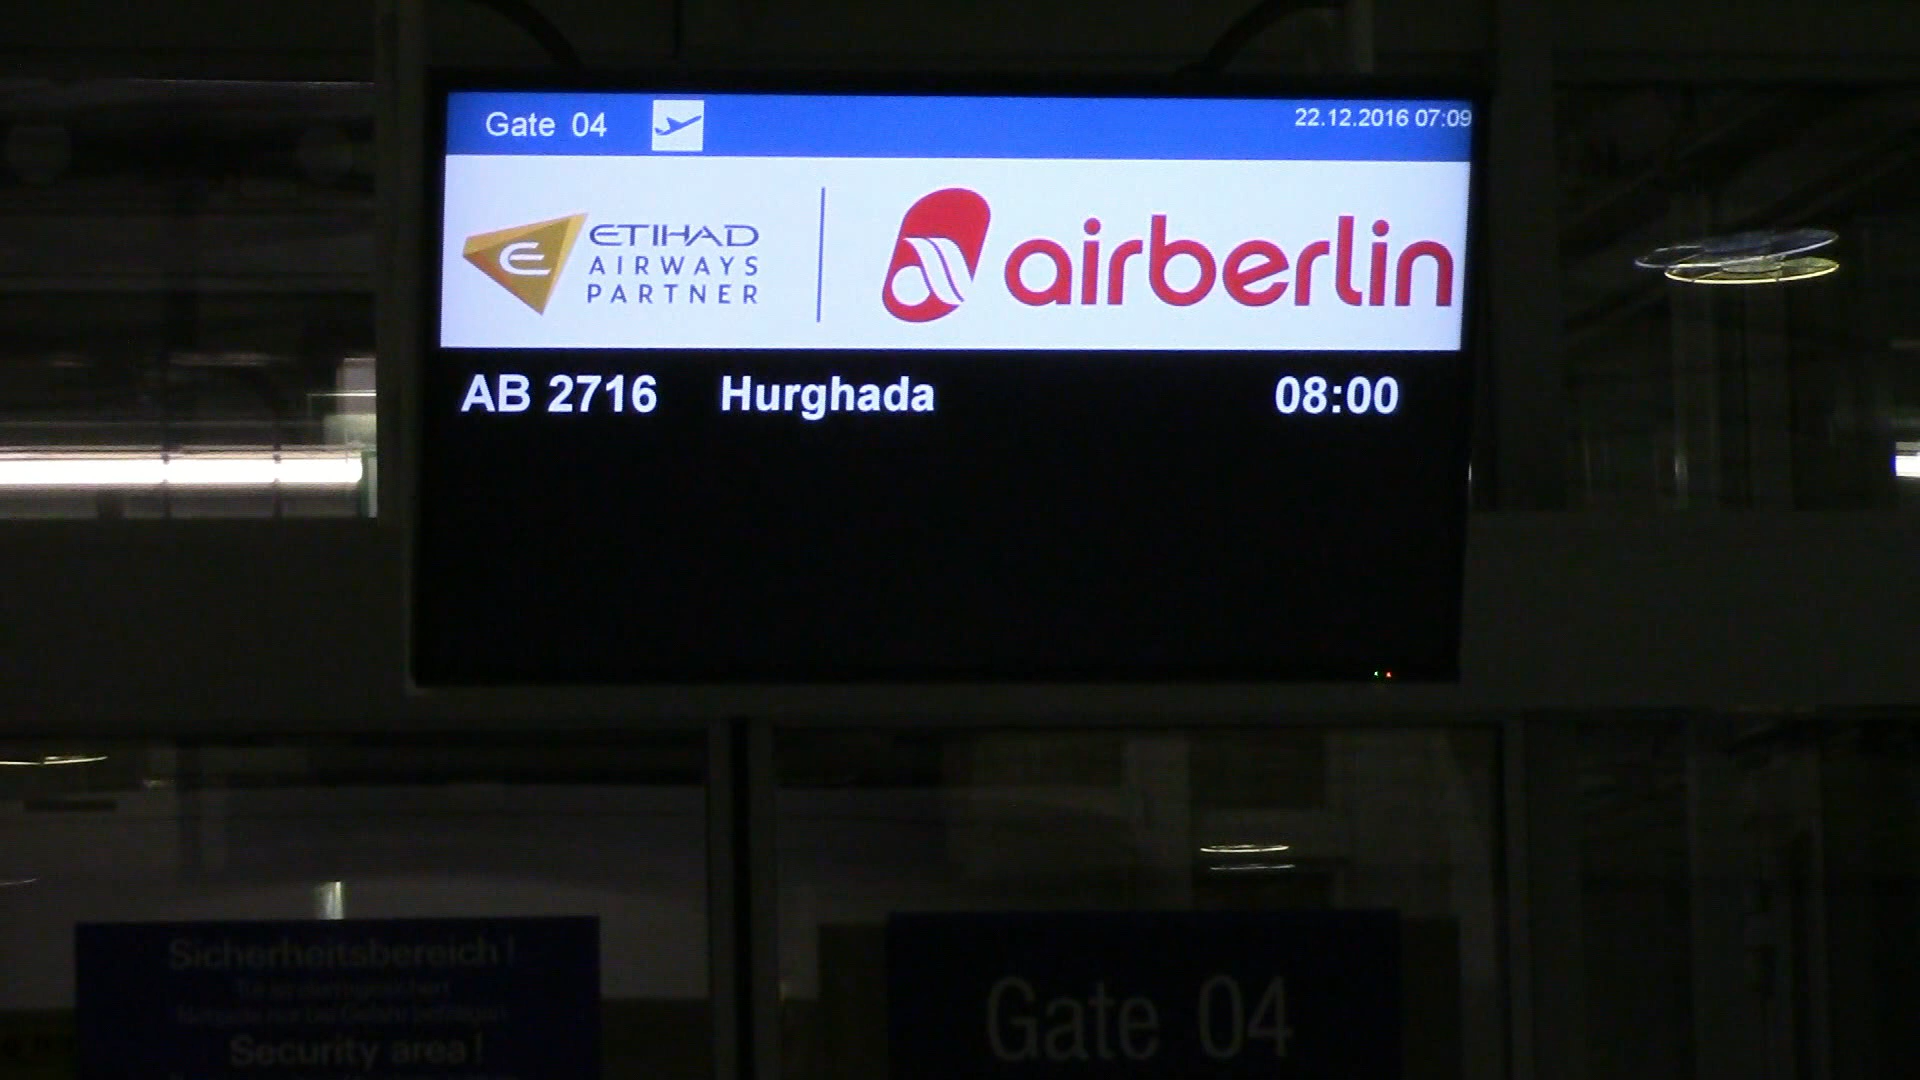 Gate 04
22.12.2016 07:09
ETIHAD
AIRWAYS
PARTNER
airberlin
AB 2716 Hurghada 08:00
Sicherheitsbereich!
Security area!
Gate 04